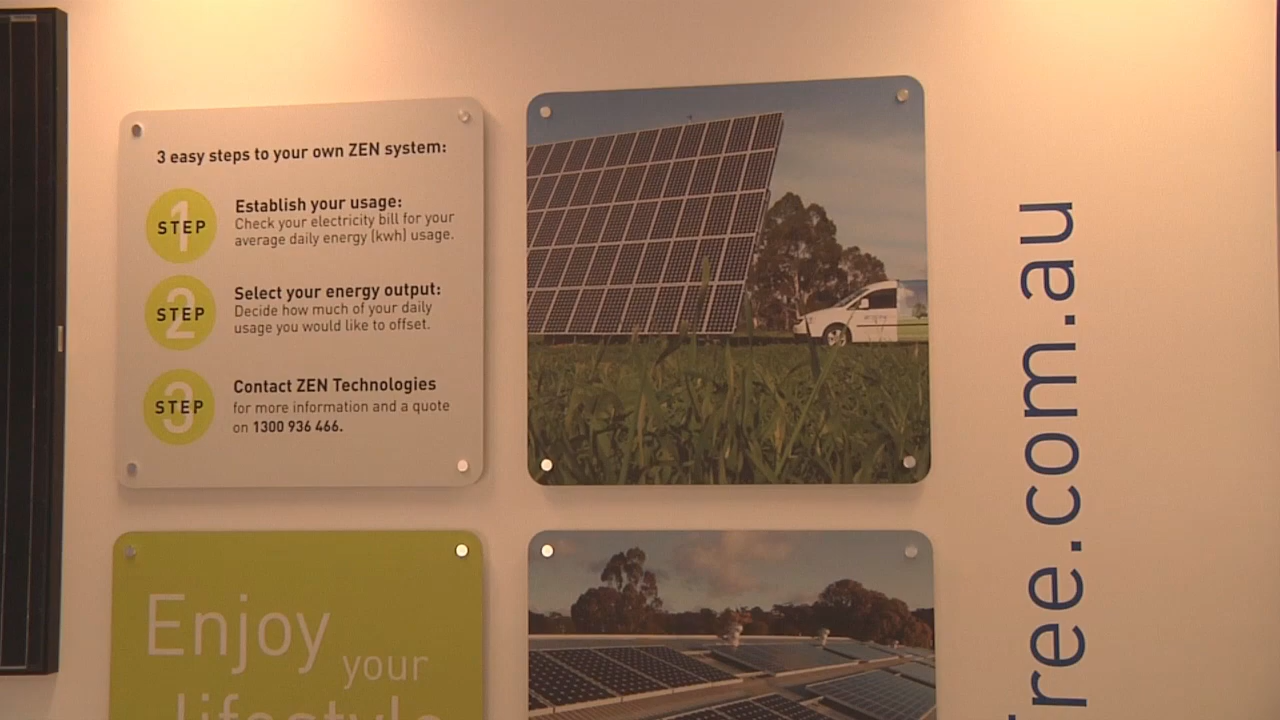 3 easy steps to your own ZEN system:
1
STEP
Establish your usage:
Check your electricity bill for your
average daily energy (kwh) usage.
2
STEP
Select your energy output:
Decide how much of your daily
usage you would like to offset.
3
STEP
Contact ZEN Technologies
for more information and a quote
on 1300 936 466.
Enjoy
your
lifestyle
ree.com.au